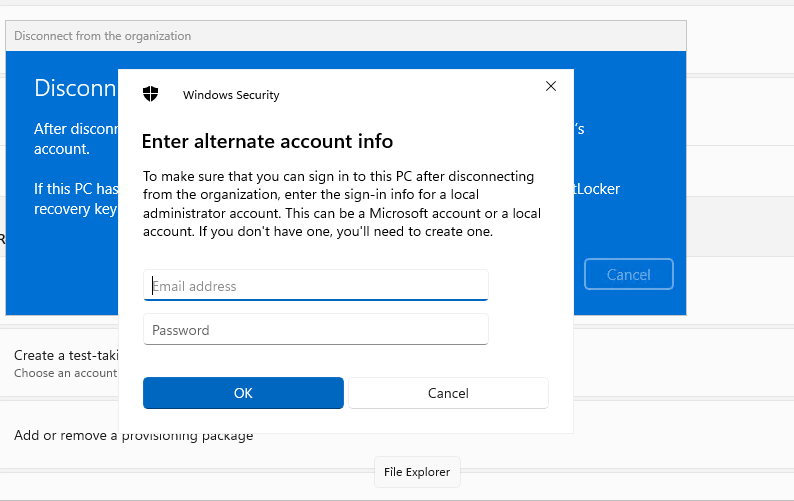 Disconnect from the organization
Disconn
Windows Security
Enter alternate account info
After disconn
's
account.
To make sure that you can sign in to this PC after disconnecting
from the organization, enter the sign-in info for a local
administrator account. This can be a Microsoft account or a local
account. If you don't have one, you'll need to create one.
If this PC has
tLocker
recovery key
R
Email address
Cancel
Password
Create a test-taki
Choose an account
OK
Cancel
Add or remove a provisioning package
File Explorer